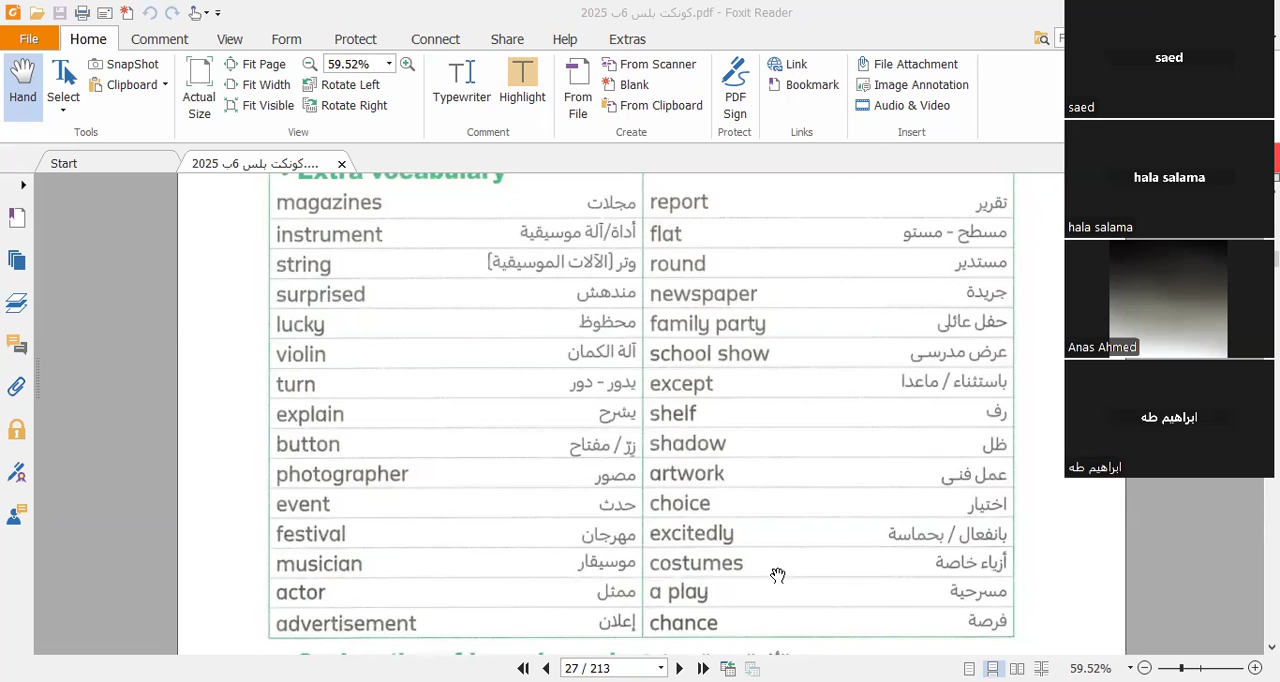 كونكت بلس 6ب 2025.pdf - Foxit Reader
File Home Comment View Form Protect Connect Share Help Extras
SnapShot Fit Page 59.52% From Scanner Link File Attachment
Clipboard Fit Width Rotate Left Blank Bookmark Image Annotation
Hand Select Actual Size Fit Visible Rotate Right Typewriter Highlight From File From Clipboard PDF Sign Audio & Video
Tools View Comment Create Protect Links Insert
Start كونكت بلس 6ب 2025....
Extra vocabulary
magazines مجلات report تقرير
instrument أداة/آلة موسيقية flat مسطح - مستو
string وتر (الآلات الموسيقية) round مستدير
surprised مندهش newspaper جريدة
lucky محظوظ family party حفل عائلى
violin آلة الكمان school show عرض مدرسى
turn يدور - دور except باستثناء / ماعدا
explain يشرح shelf رف
button زِرّ / مفتاح shadow ظل
photographer مصور artwork عمل فنى
event حدث choice اختيار
festival مهرجان excitedly بانفعال / بحماسة
musician موسيقار costumes أزياء خاصة
actor ممثل a play مسرحية
advertisement إعلان chance فرصة
27 / 213 59.52%
saed
saed
hala salama
hala salama
Anas Ahmed
ابراهيم طه
ابراهيم طه